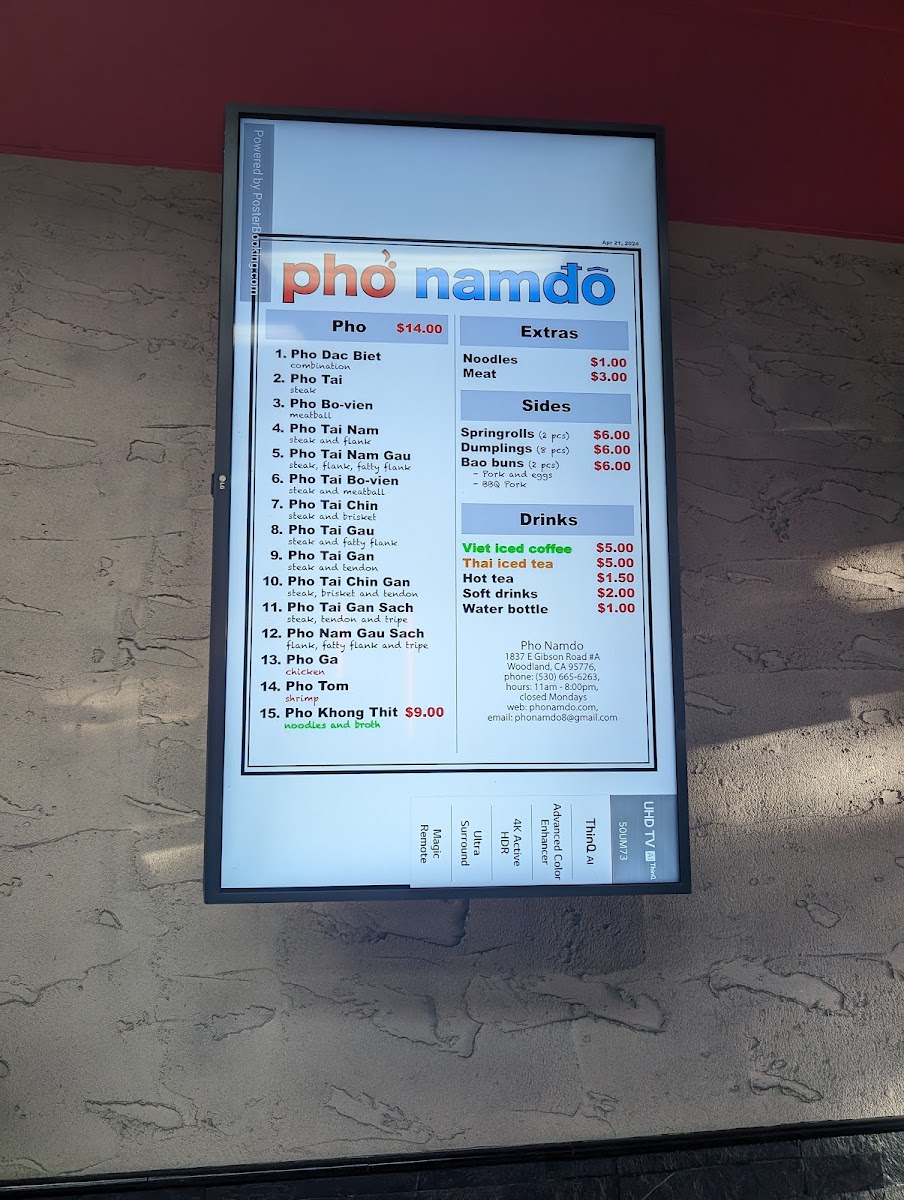 Powered by PosterBooking.com
Apr 21, 2024
phở namđô
Pho $14.00
1. Pho Dac Biet
combination
2. Pho Tai
steak
3. Pho Bo-vien
meatball
4. Pho Tai Nam
steak and flank
5. Pho Tai Nam Gau
steak, flank, fatty flank
6. Pho Tai Bo-vien
steak and meatball
7. Pho Tai Chin
steak and brisket
8. Pho Tai Gau
steak and fatty flank
9. Pho Tai Gan
steak and tendon
10. Pho Tai Chin Gan
steak, brisket and tendon
11. Pho Tai Gan Sach
steak, tendon and tripe
12. Pho Nam Gau Sach
flank, fatty flank and tripe
13. Pho Ga
chicken
14. Pho Tom
shrimp
15. Pho Khong Thit $9.00
noodles and broth
Extras
Noodles $1.00
Meat $3.00
Sides
Springrolls (2 pcs) $6.00
Dumplings (8 pcs) $6.00
Bao buns (2 pcs) $6.00
- Pork and eggs
- BBQ Pork
Drinks
Viet iced coffee $5.00
Thai iced tea $5.00
Hot tea $1.50
Soft drinks $2.00
Water bottle $1.00
Pho Namdo
1837 E Gibson Road #A
Woodland, CA 95776,
phone: (530) 665-6263,
hours: 11am - 8:00pm,
closed Mondays
web: phonamdo.com,
email: phonamdo8@gmail.com
LG
UHD TV AI ThinQ
50UM73
ThinQ AI
Advanced Color
Enhancer
4K Active
HDR
Ultra
Surround
Magic
Remote